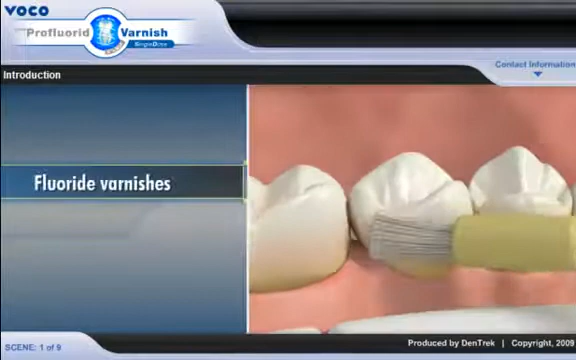 VOCO
Profluorid Varnish
SingleDose
Contact Information
Introduction
Fluoride varnishes
SCENE: 1 of 9
Produced by DenTrek | Copyright, 2009